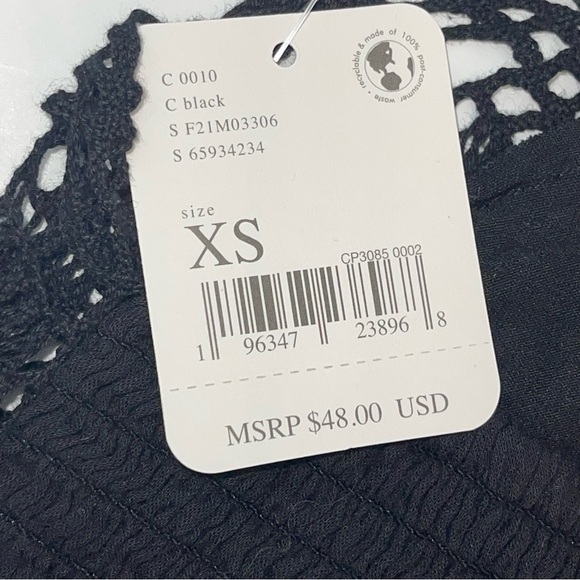 C 0010
C black
S F21M03306
S 65934234
recyclable & made of 100% post-consumer waste •
size
XS
CP3085 0002
1 96347 23896 8
MSRP $48.00 USD